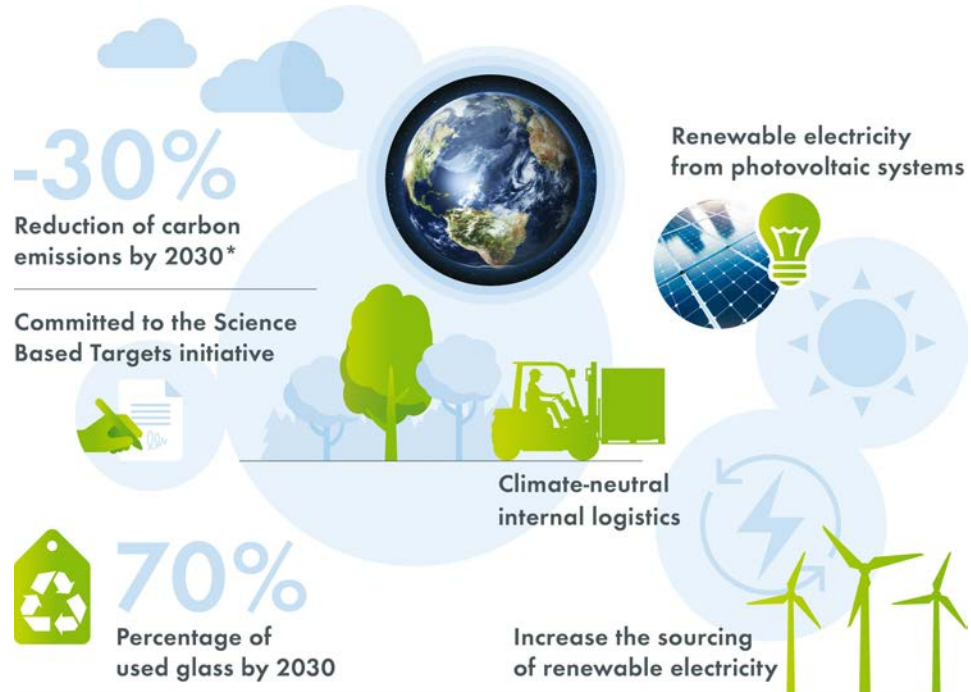 -30%
Reduction of carbon
emissions by 2030*
Committed to the Science
Based Targets initiative
Renewable electricity
from photovoltaic systems
Climate-neutral
internal logistics
70%
Percentage of
used glass by 2030
Increase the sourcing
of renewable electricity